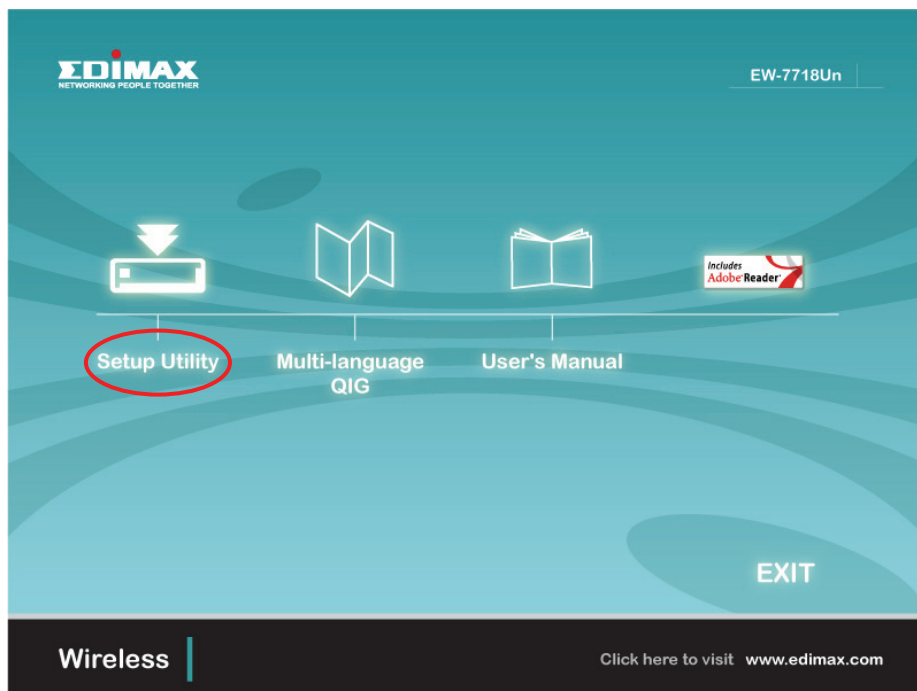 EDIMAX
NETWORKING PEOPLE TOGETHER
EW-7718Un
Includes
Adobe Reader
Setup Utility
Multi-language
QIG
User's Manual
EXIT
Wireless
Click here to visit www.edimax.com